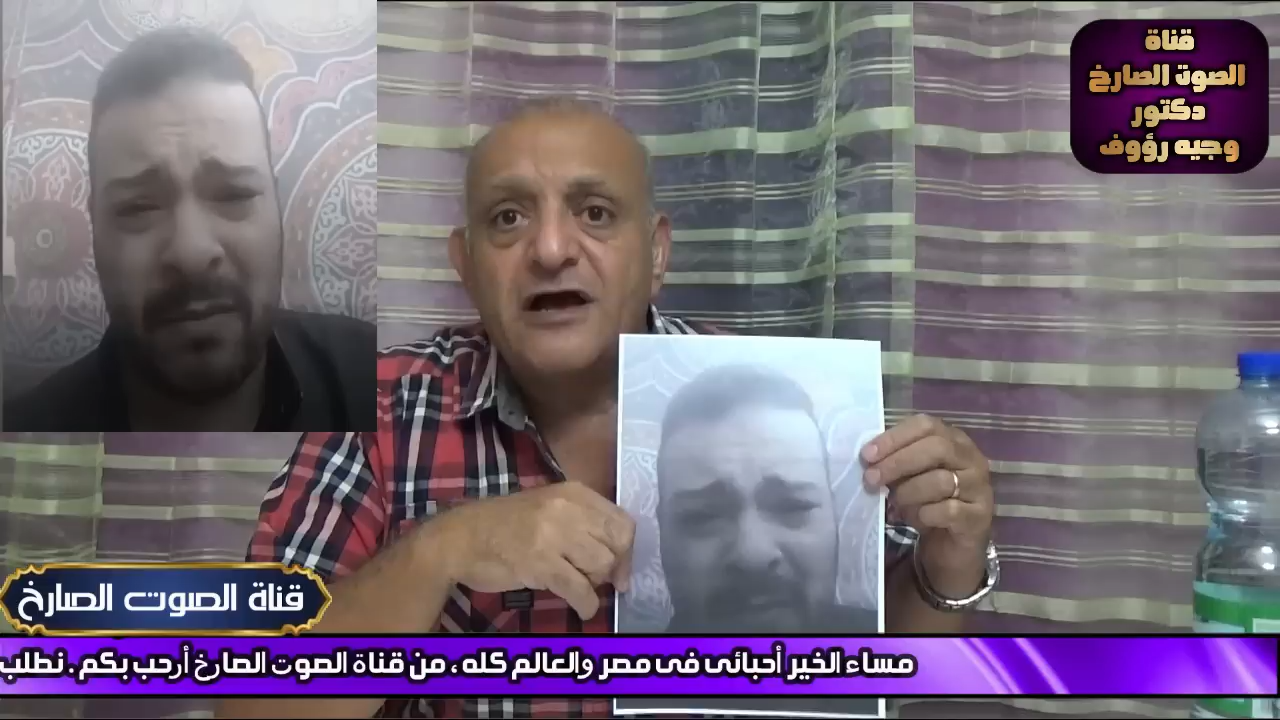 قناة
الصوت الصارخ
دكتور
وجيه رؤوف
قناة الصوت الصارخ
مساء الخير أحبائى فى مصر والعالم كله ، من قناة الصوت الصارخ أرحب بكم . نطلب